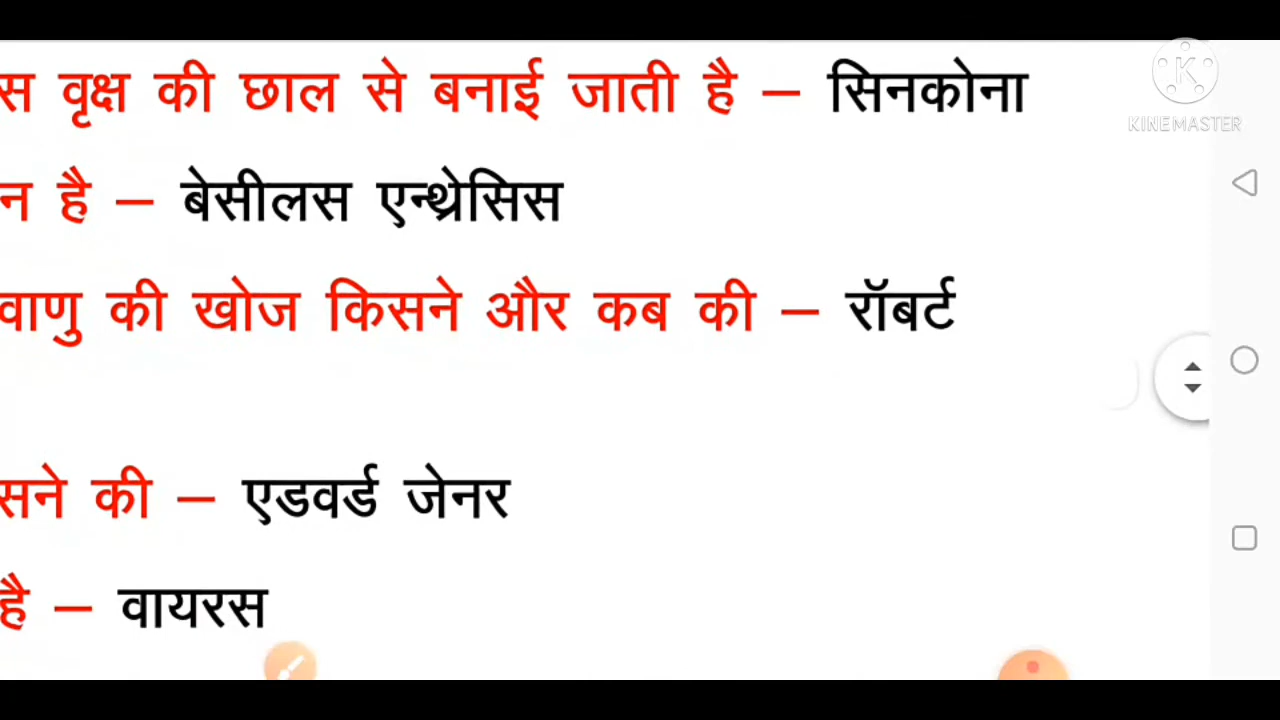 स वृक्ष की छाल से बनाई जाती है – सिनकोना
KINEMASTER
न है – बेसीलस एन्थ्रेसिस
वाणु की खोज किसने और कब की – रॉबर्ट
सने की – एडवर्ड जेनर
है – वायरस